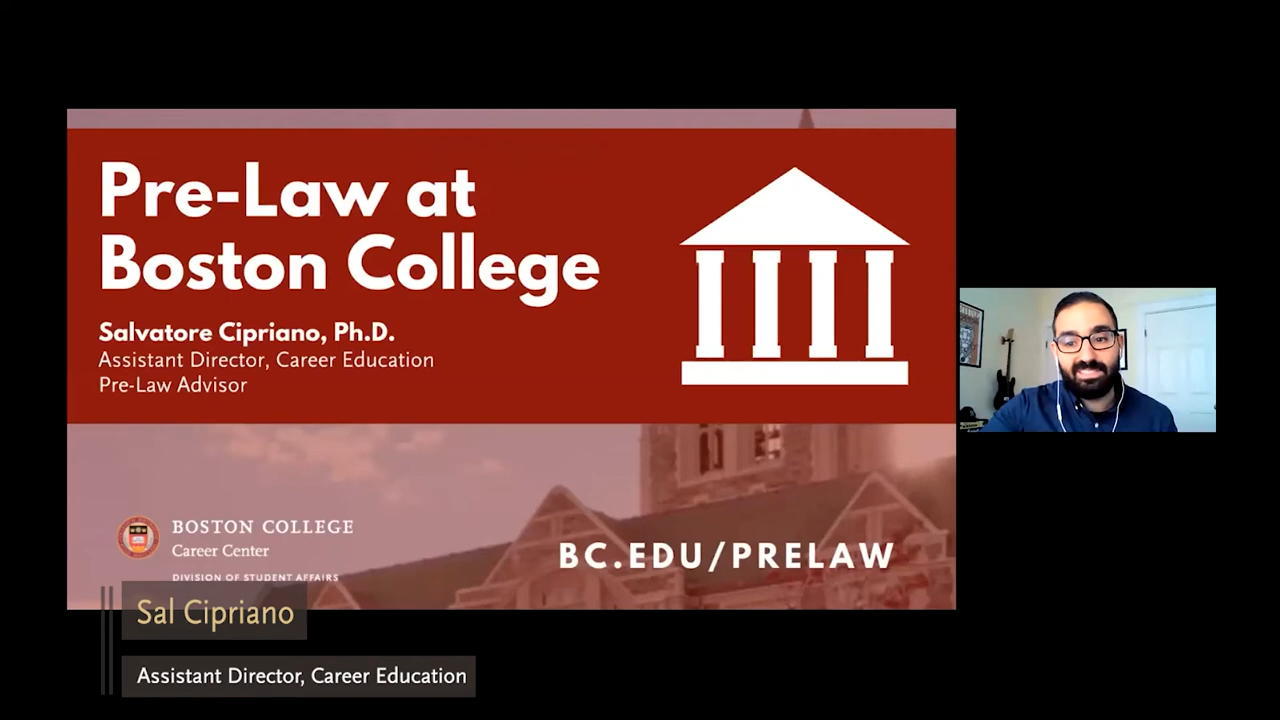 Pre-Law at
Boston College
Salvatore Cipriano, Ph.D.
Assistant Director, Career Education
Pre-Law Advisor
BOSTON COLLEGE
Career Center
DIVISION OF STUDENT AFFAIRS
BC.EDU/PRELAW
Sal Cipriano
Assistant Director, Career Education